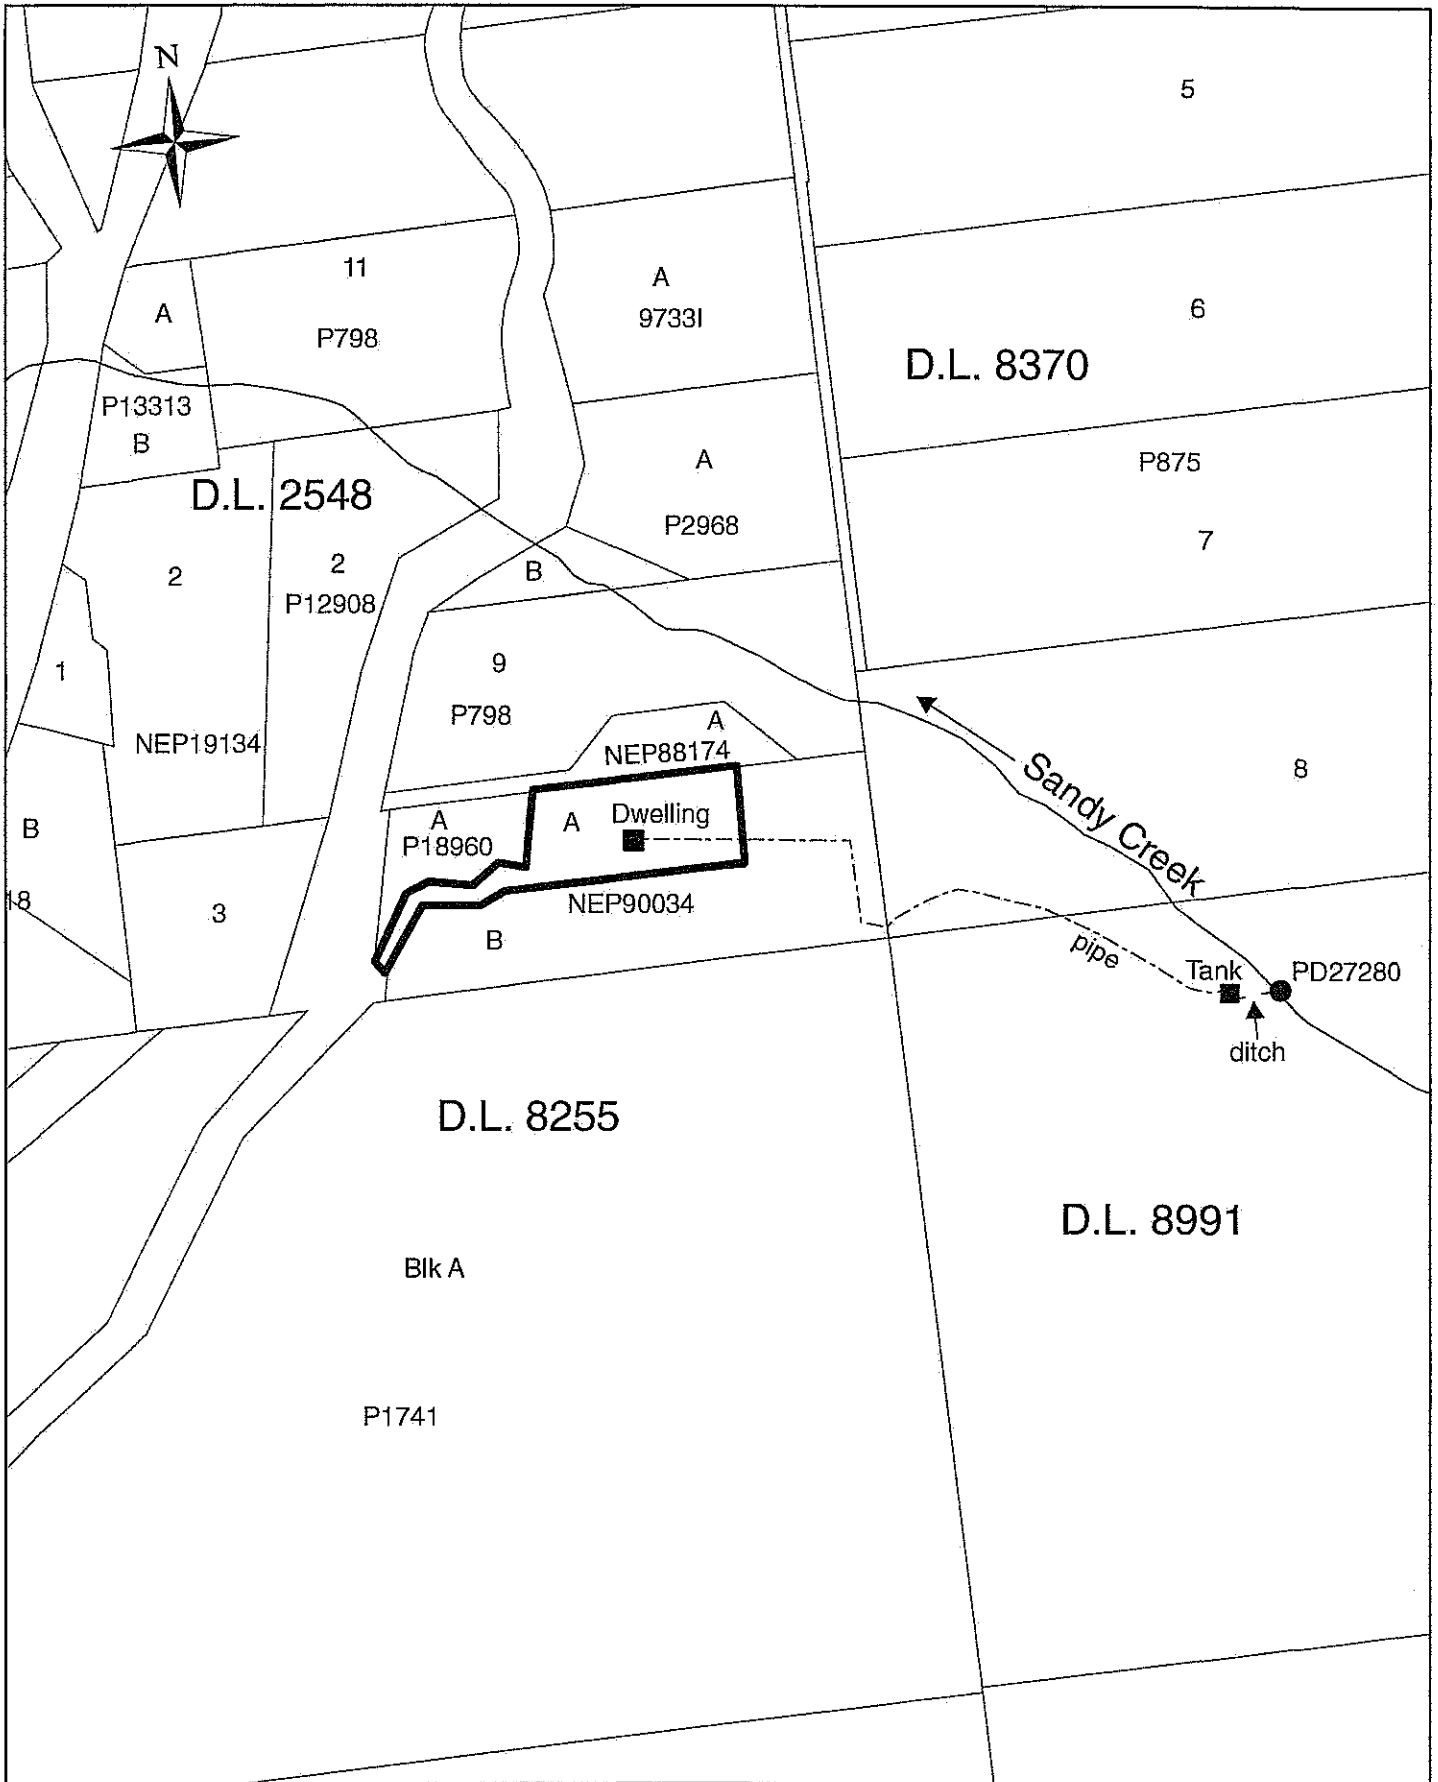 N
5
11
A
A
9733I
6
P798
D.L. 8370
P13313
B
A
P875
D.L. 2548
P2968
7
2
2
B
P12908
9
1
P798
A
NEP19134
NEP88174
8
Sandy Creek
B
A
P18960
A
Dwelling
18
3
NEP90034
B
pipe
Tank
PD27280
ditch
D.L. 8255
D.L. 8991
Blk A
P1741